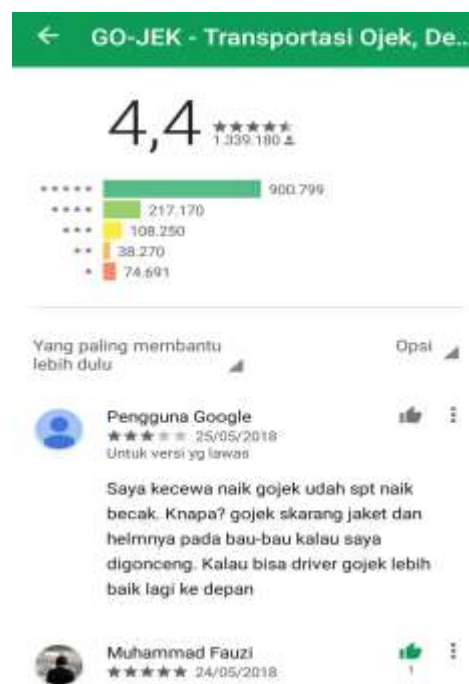 GO-JEK - Transportasi Ojek, De...
4,4
1.339.180
900.799
217.170
108.250
38.270
74.691
Yang paling membantu
lebih dulu
Opsi
Pengguna Google
25/05/2018
Untuk versi yg lawas
Saya kecewa naik gojek udah spt naik
becak. Knapa? gojek skarang jaket dan
helmnya pada bau-bau kalau saya
digonceng. Kalau bisa driver gojek lebih
baik lagi ke depan
Muhammad Fauzi
24/05/2018
1